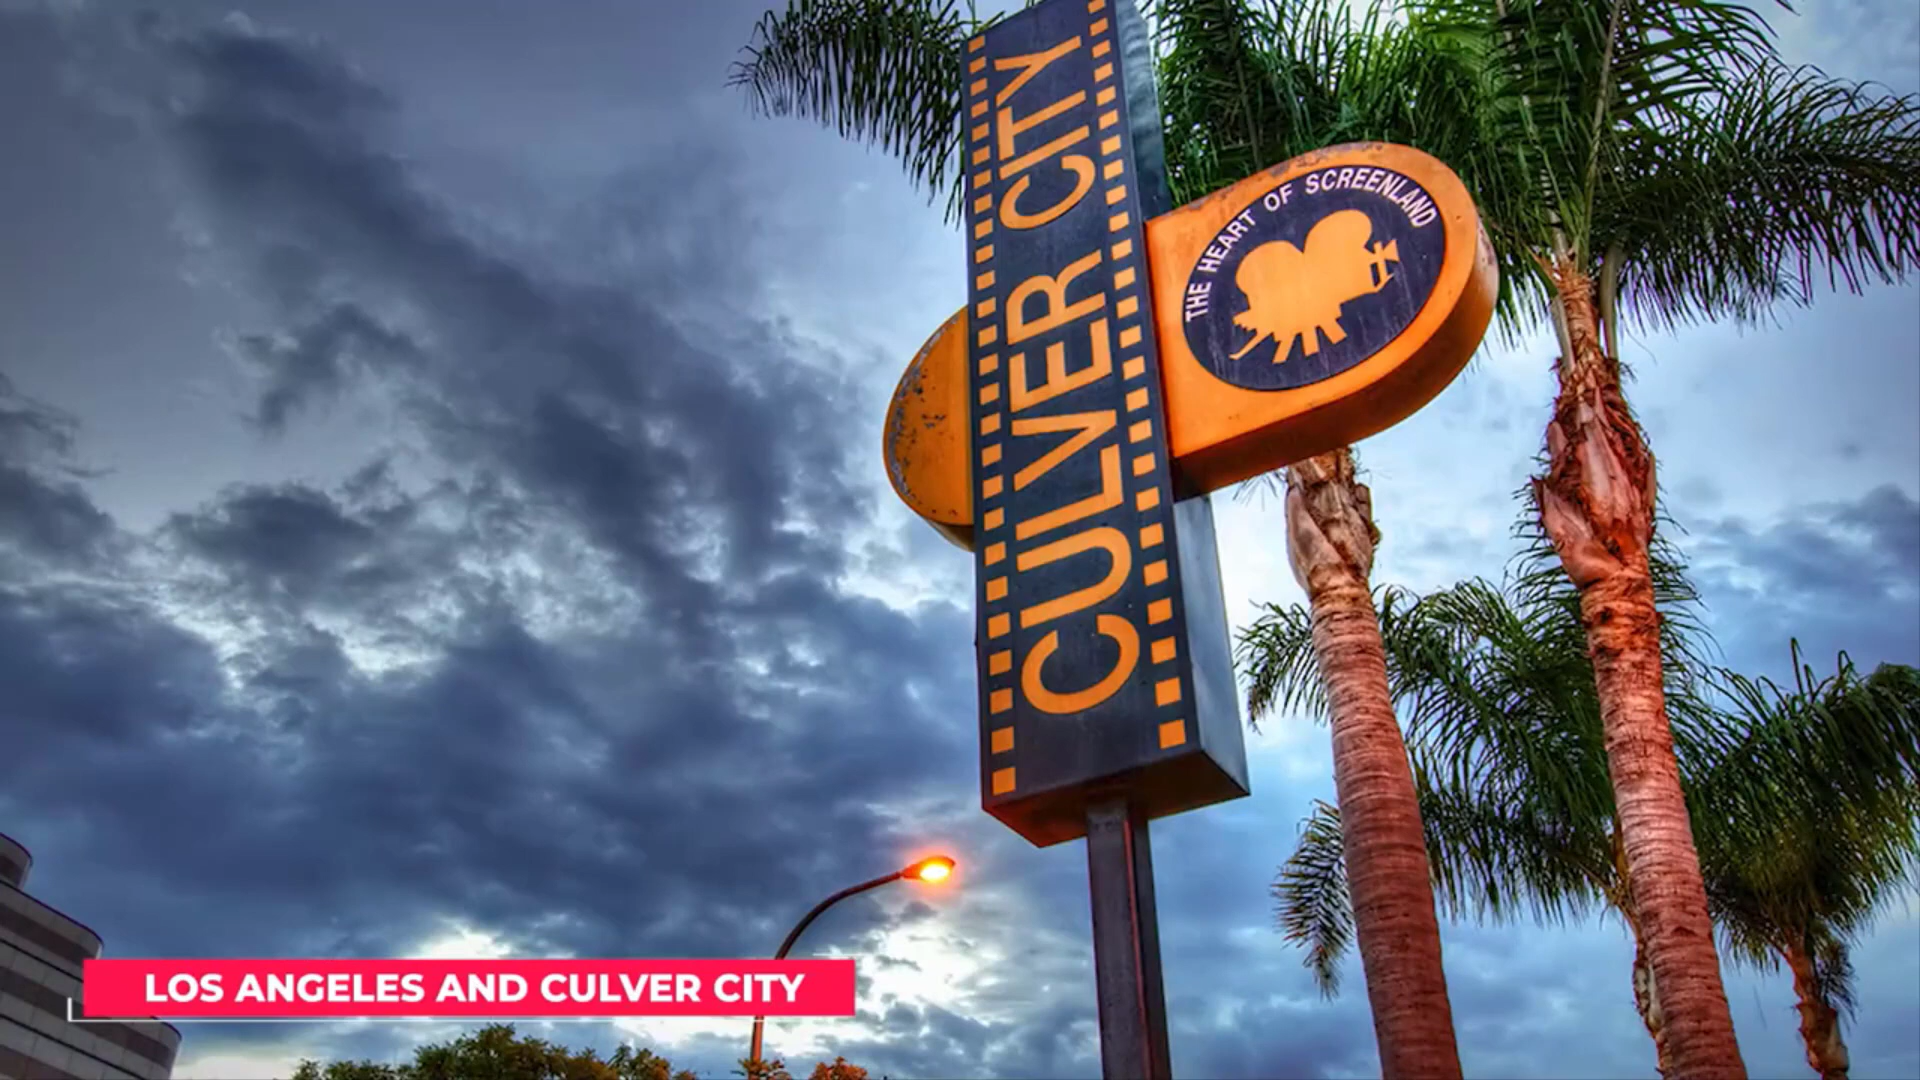 CULVER CITY
THE HEART OF SCREENLAND
LOS ANGELES AND CULVER CITY